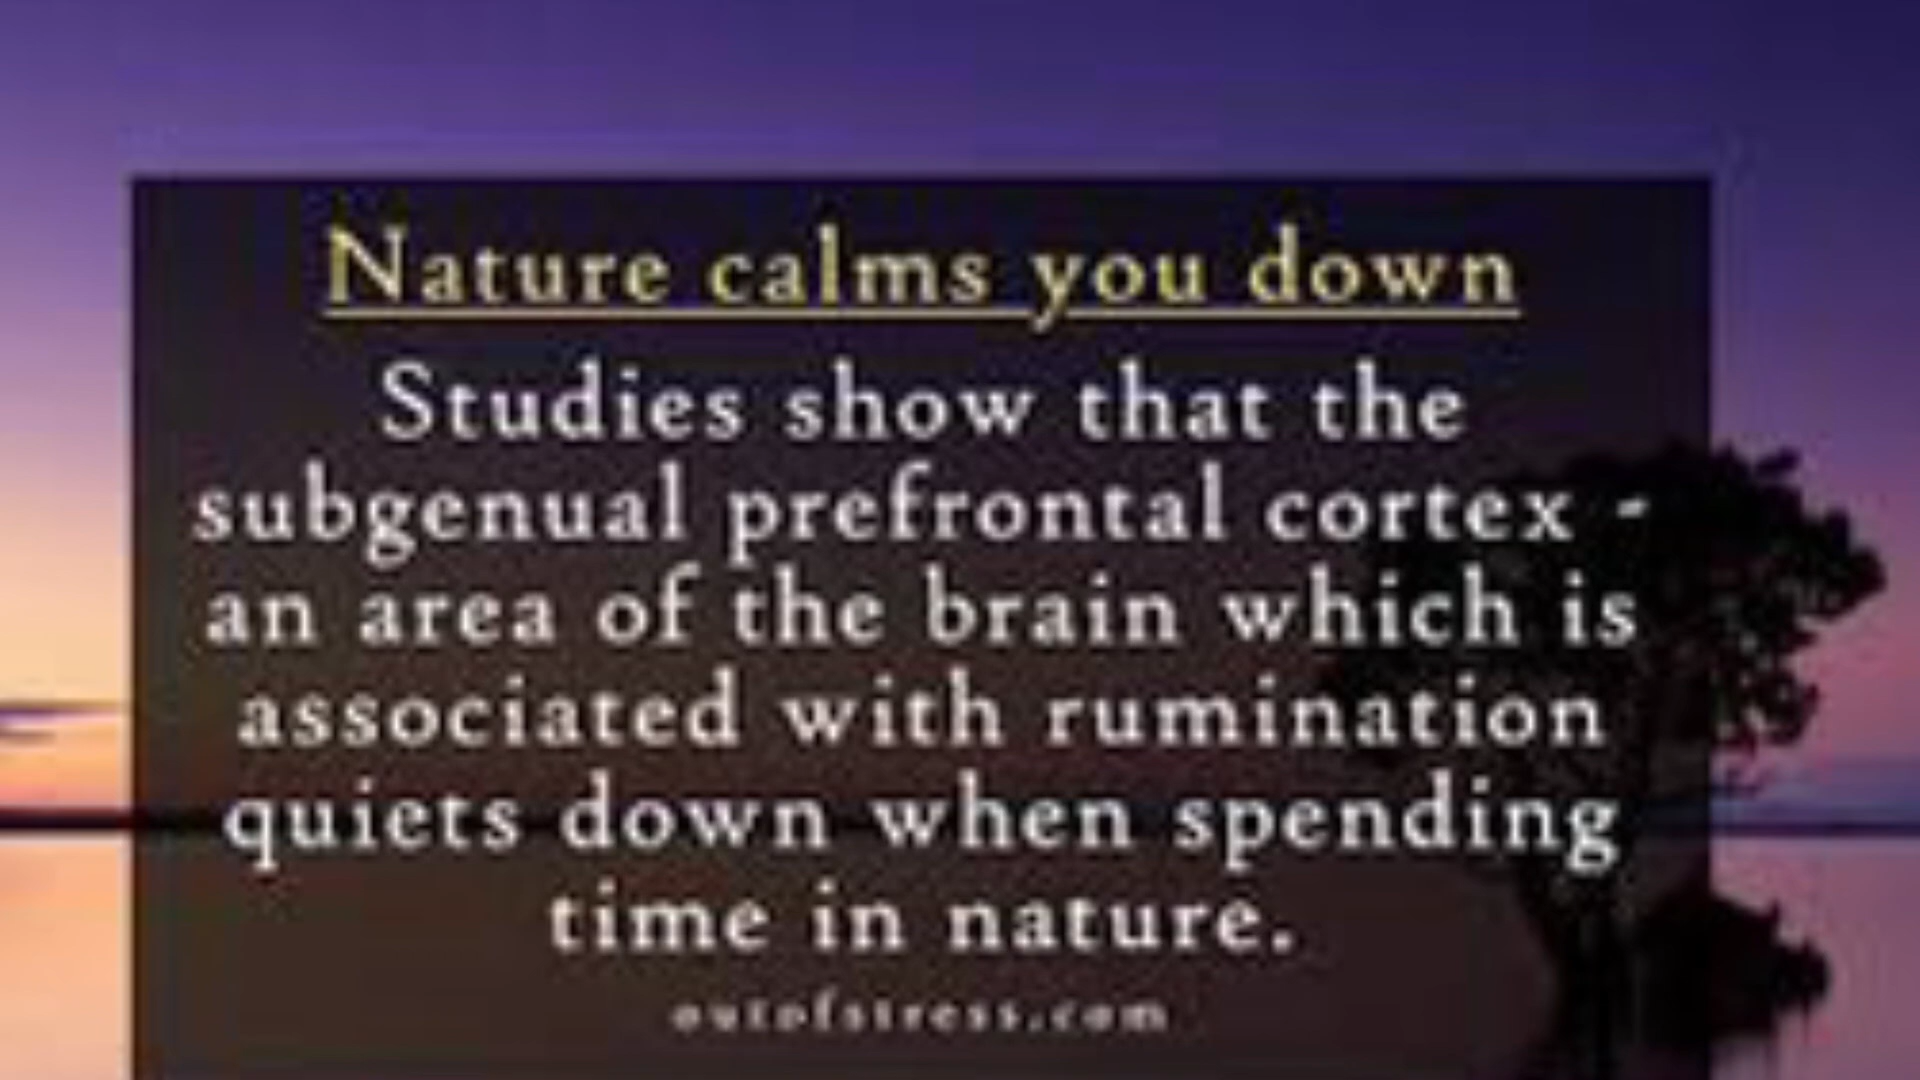 Nature calms you down
Studies show that the
subgenual prefrontal cortex -
an area of the brain which is
associated with rumination
quiets down when spending
time in nature.
outofstress.com